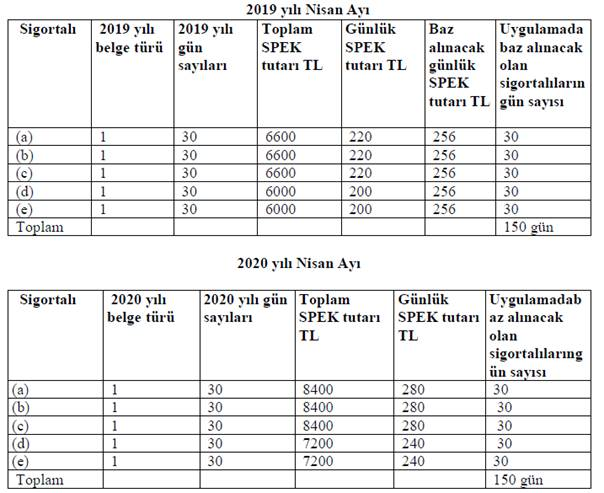 2019 yılı Nisan Ayı
Sigortalı 2019 yılı belge türü 2019 yılı gün sayıları Toplam SPEK tutarı TL Günlük SPEK tutarı TL Baz alınacak günlük SPEK tutarı TL Uygulamada baz alınacak olan sigortalıların gün sayısı
(a) 1 30 6600 220 256 30
(b) 1 30 6600 220 256 30
(c) 1 30 6600 220 256 30
(d) 1 30 6000 200 256 30
(e) 1 30 6000 200 256 30
Toplam 150 gün
2020 yılı Nisan Ayı
Sigortalı 2020 yılı belge türü 2020 yılı gün sayıları Toplam SPEK tutarı TL Günlük SPEK tutarı TL Uygulamadab az alınacak olan sigortalılarıng ün sayısı
(a) 1 30 8400 280 30
(b) 1 30 8400 280 30
(c) 1 30 8400 280 30
(d) 1 30 7200 240 30
(e) 1 30 7200 240 30
Toplam 150 gün